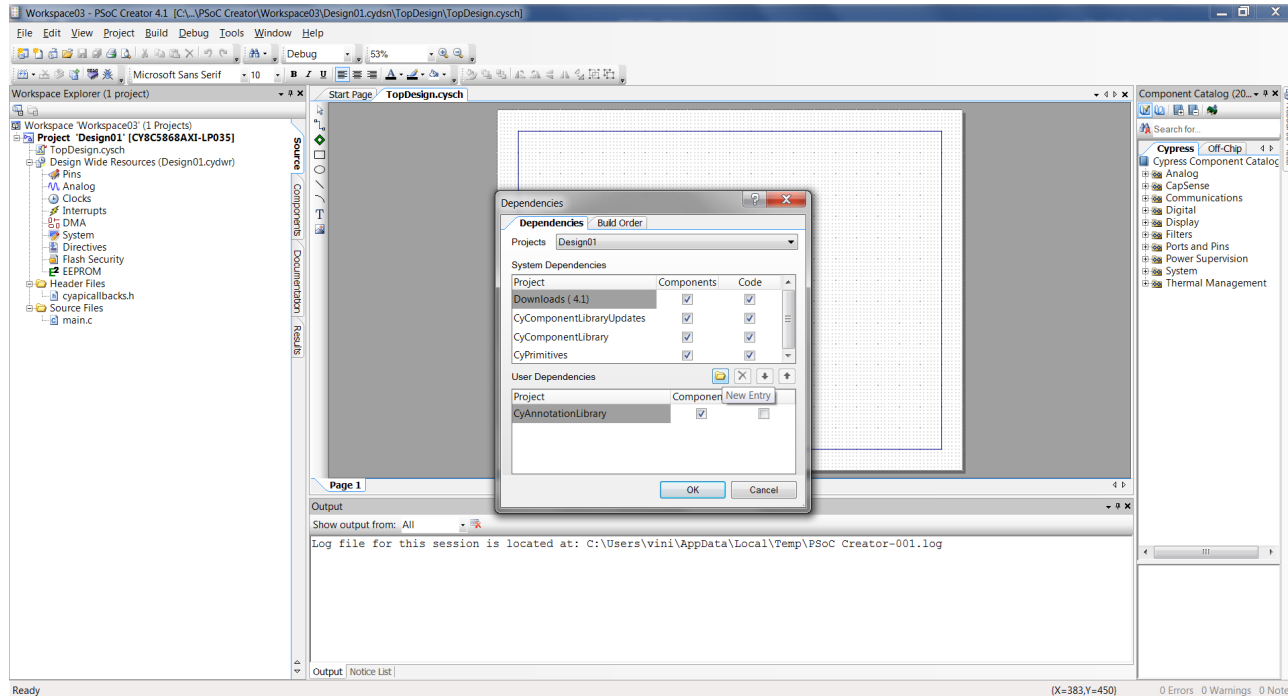 Workspace03 - PSoC Creator 4.1 [C:\...\PSoC Creator\Workspace03\Design01.cydsn\TopDesign\TopDesign.cysch]
File Edit View Project Build Debug Tools Window Help
Debug 53%
Microsoft Sans Serif 10 B I U A
Workspace Explorer (1 project)
Workspace 'Workspace03' (1 Projects)
Project 'Design01' [CY8C5868AXI-LP035]
TopDesign.cysch
Design Wide Resources (Design01.cydwr)
Pins
Analog
Clocks
Interrupts
DMA
System
Directives
Flash Security
EEPROM
Header Files
cyapicallbacks.h
Source Files
main.c
Source
Components
Documentation
Results
Start Page TopDesign.cysch
T
Dependencies
Dependencies Build Order
Projects Design01
System Dependencies
Project Components Code
Downloads ( 4.1)
CyComponentLibraryUpdates
CyComponentLibrary
CyPrimitives
User Dependencies
Project Componen
New Entry
CyAnnotationLibrary
OK Cancel
Page 1
Output
Show output from: All
Log file for this session is located at: C:\Users\vini\AppData\Local\Temp\PSoC Creator-001.log
Output Notice List
Component Catalog (20...
Search for...
Cypress Off-Chip
Cypress Component Catalog
Analog
CapSense
Communications
Digital
Display
Filters
Ports and Pins
Power Supervision
System
Thermal Management
Ready (X=383,Y=450) 0 Errors 0 Warnings 0 Note